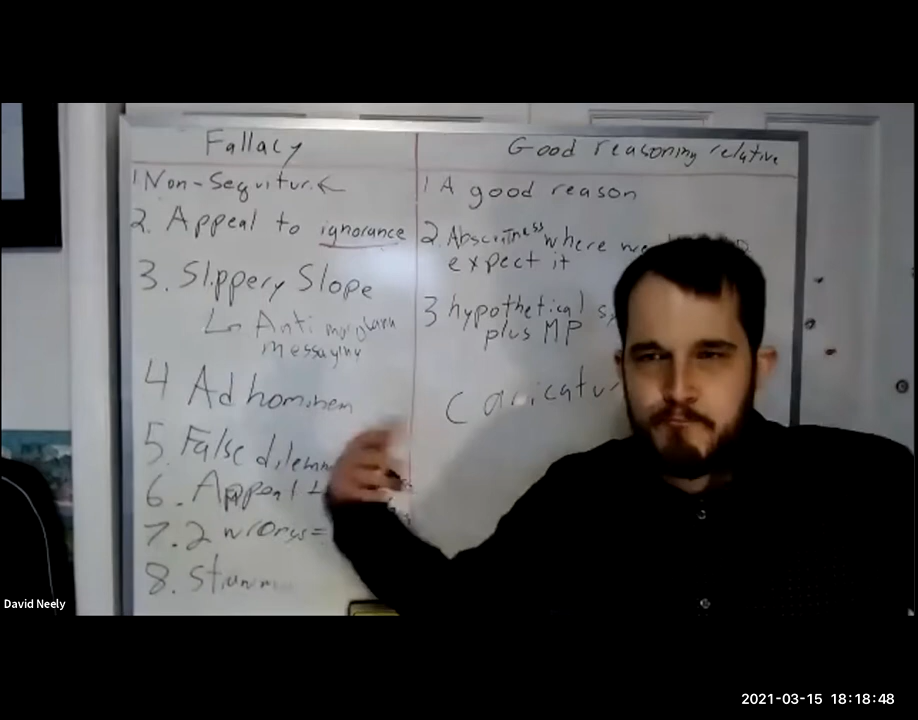 Fallacy
Good reasoning relative
1 Non-Sequitur ←
1 A good reason
2. Appeal to ignorance
2 where we
expect it
3. Slippery Slope
3 hypothetical
plus MP
↳ Anti
messaging
4 Ad hominem
5. False
6. Appeal
7. 2 wrongs =
8.
David Neely
2021-03-15 18:18:48